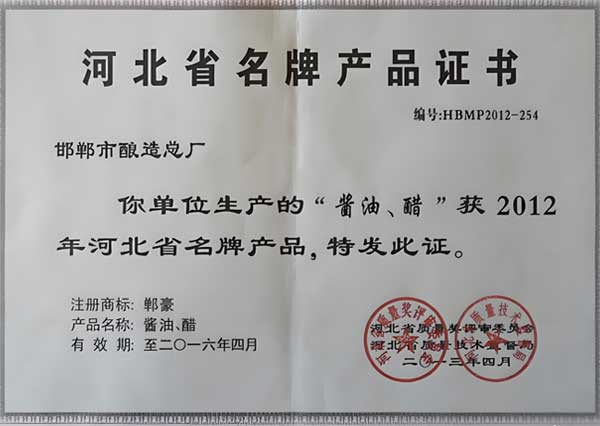 河北省名牌产品证书
编号:HBMP2012-254
邯郸市酿造总厂
你单位生产的“酱油、醋”获2012
年河北省名牌产品，特发此证。
注册商标: 郸豪
产品名称: 酱油、醋
有效期: 至二〇一六年四月
河北省质量奖评审委员会
河北省质量技术监督局
二〇一三年四月